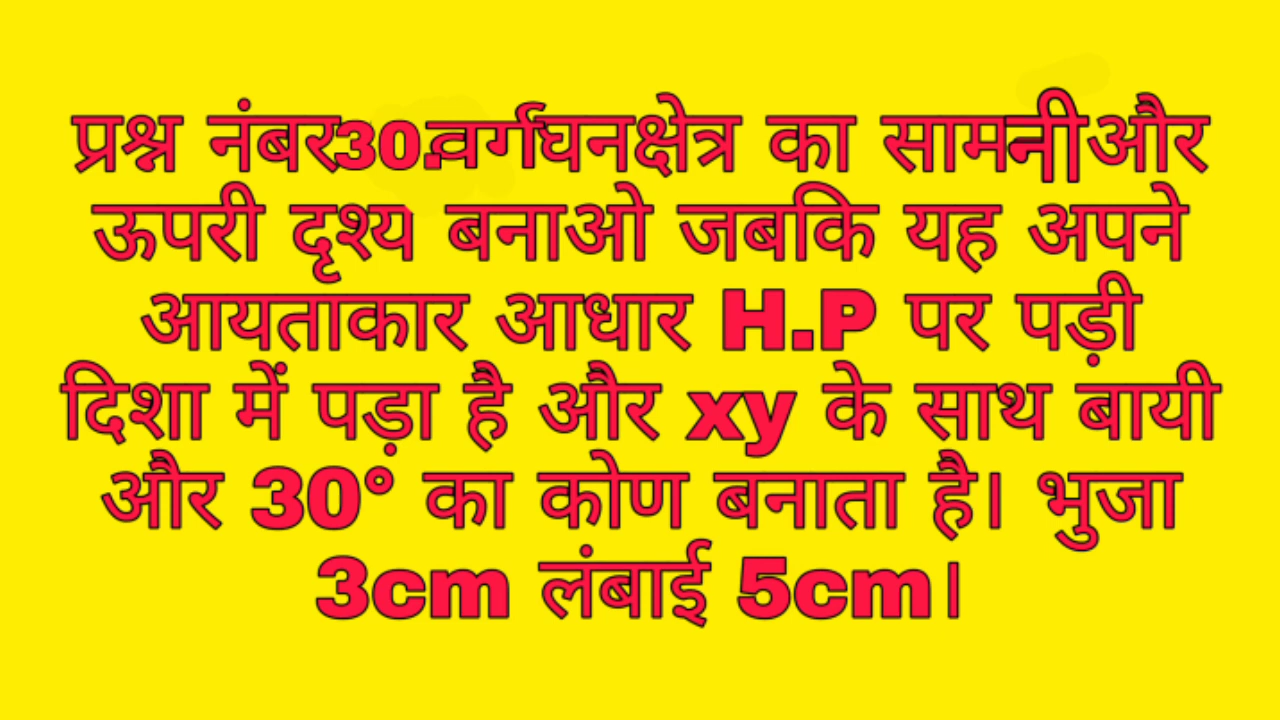 प्रश्न नंबर30.वर्गघनक्षेत्र का सामनी और
ऊपरी दृश्य बनाओ जबकि यह अपने
आयताकार आधार H.P पर पड़ी
दिशा में पड़ा है और xy के साथ बायी
और 30° का कोण बनाता है। भुजा
3cm लंबाई 5cm।